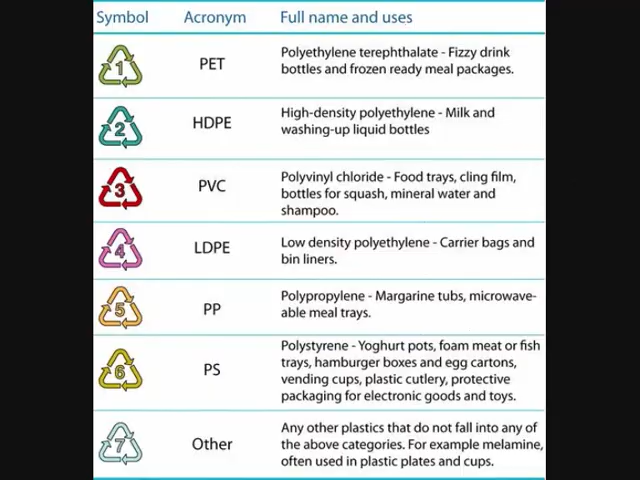 Symbol Acronym Full name and uses
1 PET Polyethylene terephthalate - Fizzy drink
bottles and frozen ready meal packages.
2 HDPE High-density polyethylene - Milk and
washing-up liquid bottles
3 PVC Polyvinyl chloride - Food trays, cling film,
bottles for squash, mineral water and
shampoo.
4 LDPE Low density polyethylene - Carrier bags and
bin liners.
5 PP Polypropylene - Margarine tubs, microwave-
able meal trays.
6 PS Polystyrene - Yoghurt pots, foam meat or fish
trays, hamburger boxes and egg cartons,
vending cups, plastic cutlery, protective
packaging for electronic goods and toys.
7 Other Any other plastics that do not fall into any of
the above categories. For example melamine,
often used in plastic plates and cups.